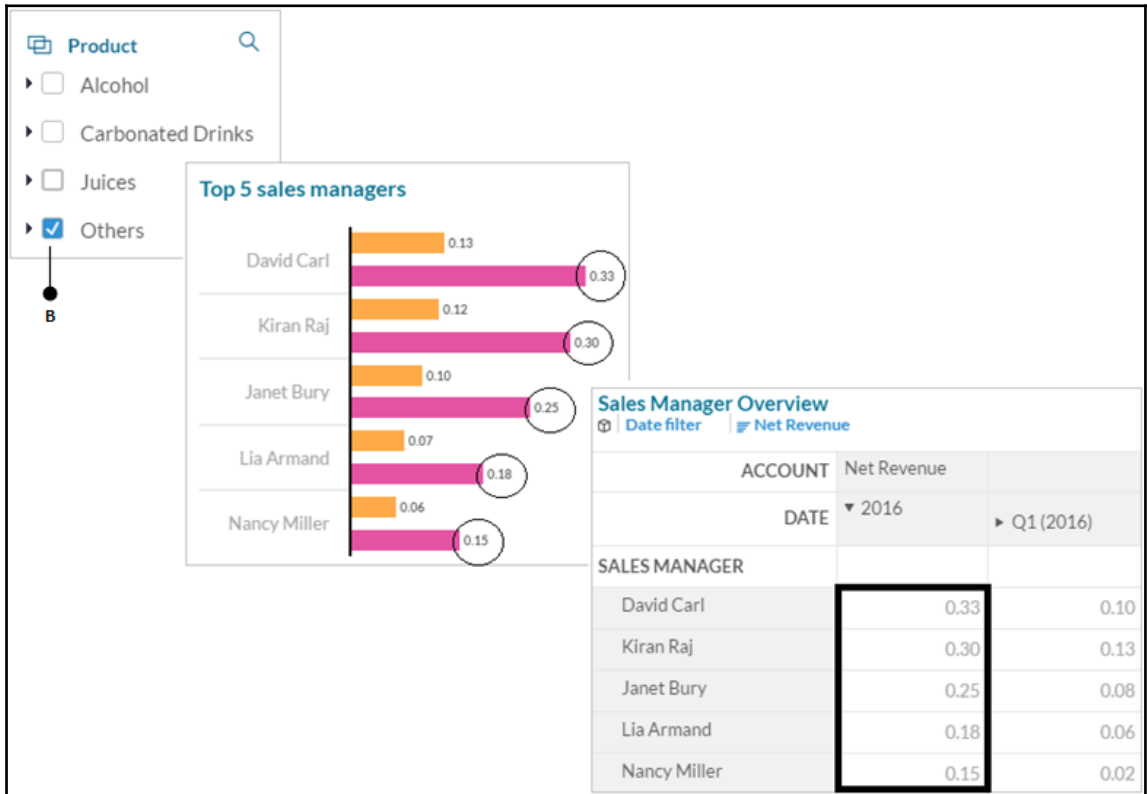 Product
Alcohol
Carbonated Drinks
Juices
Others
B
Top 5 sales managers
David Carl
0.13
0.33
Kiran Raj
0.12
0.30
Janet Bury
0.10
0.25
Lia Armand
0.07
0.18
Nancy Miller
0.06
0.15
Sales Manager Overview
Date filter Net Revenue
ACCOUNT Net Revenue
DATE 2016 Q1 (2016)
SALES MANAGER
David Carl 0.33 0.10
Kiran Raj 0.30 0.13
Janet Bury 0.25 0.08
Lia Armand 0.18 0.06
Nancy Miller 0.15 0.02